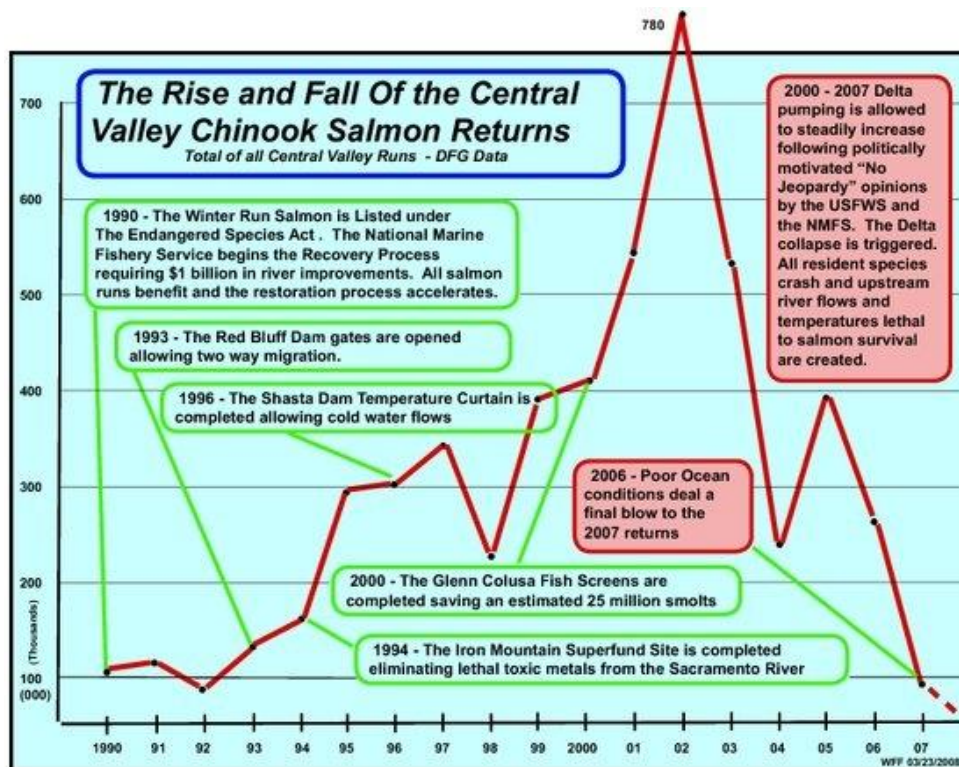 780
The Rise and Fall Of the Central
Valley Chinook Salmon Returns
Total of all Central Valley Runs - DFG Data
2000 - 2007 Delta
pumping is allowed
to steadily increase
following politically
motivated “No
Jeopardy” opinions
by the USFWS and
the NMFS. The Delta
collapse is triggered.
All resident species
crash and upstream
river flows and
temperatures lethal
to salmon survival
are created.
1990 - The Winter Run Salmon is Listed under
The Endangered Species Act . The National Marine
Fishery Service begins the Recovery Process
requiring $1 billion in river improvements. All salmon
runs benefit and the restoration process accelerates.
1993 - The Red Bluff Dam gates are opened
allowing two way migration.
1996 - The Shasta Dam Temperature Curtain is
completed allowing cold water flows
2006 - Poor Ocean
conditions deal a
final blow to the
2007 returns
2000 - The Glenn Colusa Fish Screens are
completed saving an estimated 25 million smolts
1994 - The Iron Mountain Superfund Site is completed
eliminating lethal toxic metals from the Sacramento River
700
600
500
400
300
200
100
(000)
(Thousands)
1990 91 92 93 94 95 96 97 98 99 2000 01 02 03 04 05 06 07
WFF 03/23/2008